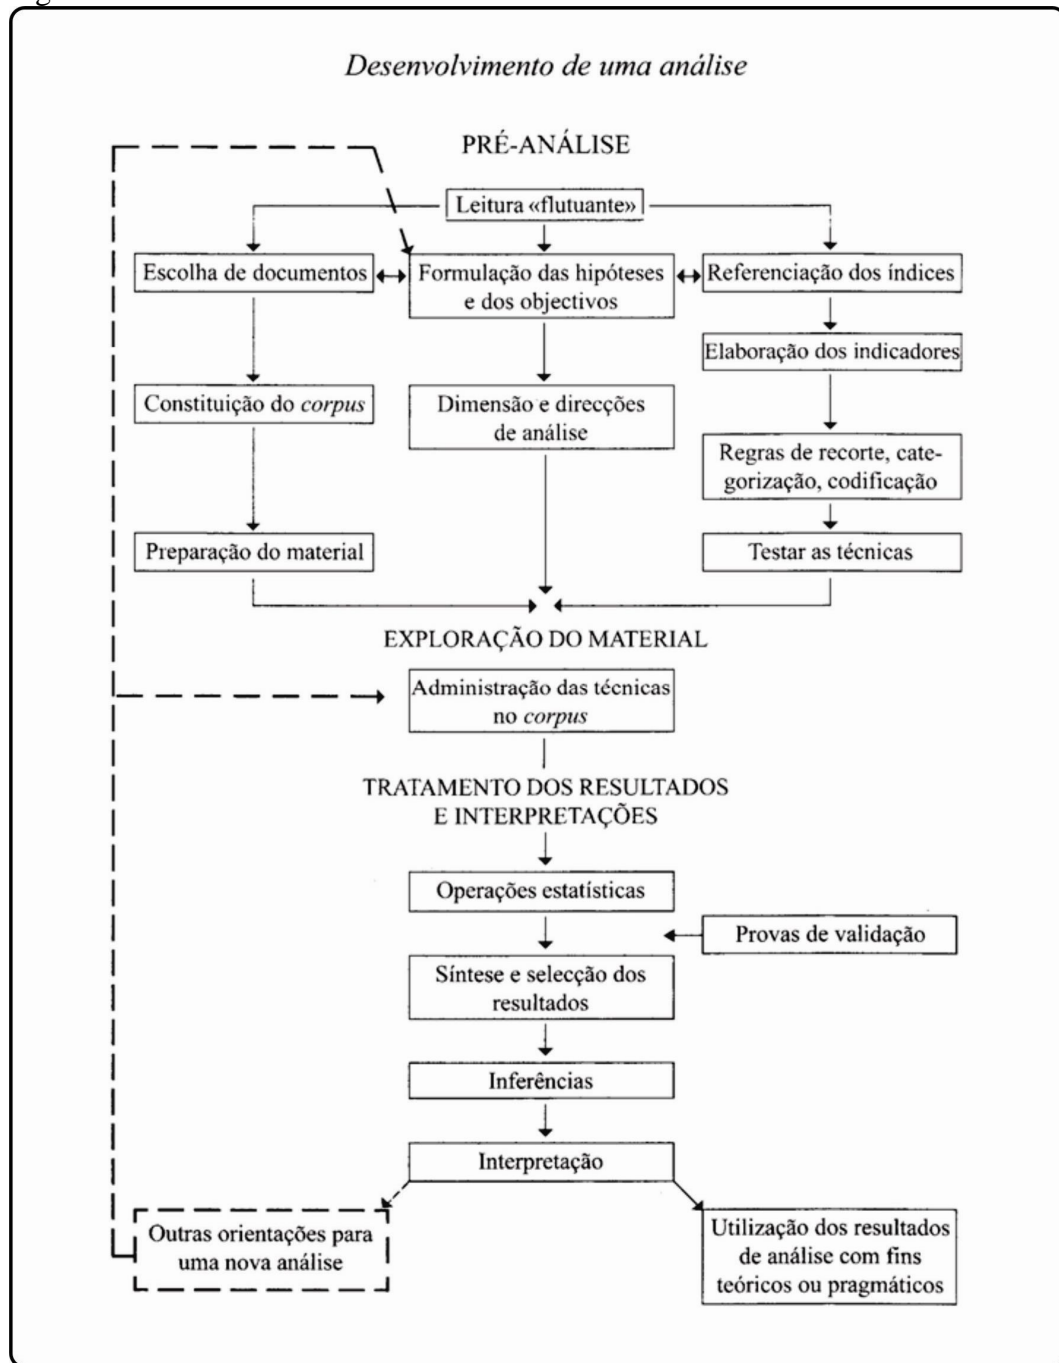 Desenvolvimento de uma análise
PRÉ-ANÁLISE
Leitura «flutuante»
Escolha de documentos
Formulação das hipóteses
e dos objectivos
Referenciação dos índices
Elaboração dos indicadores
Constituição do corpus
Dimensão e direcções
de análise
Regras de recorte, cate-
gorização, codificação
Preparação do material
Testar as técnicas
EXPLORAÇÃO DO MATERIAL
Administração das técnicas
no corpus
TRATAMENTO DOS RESULTADOS
E INTERPRETAÇÕES
Operações estatísticas
Provas de validação
Síntese e selecção dos
resultados
Inferências
Interpretação
Outras orientações para
uma nova análise
Utilização dos resultados
de análise com fins
teóricos ou pragmáticos